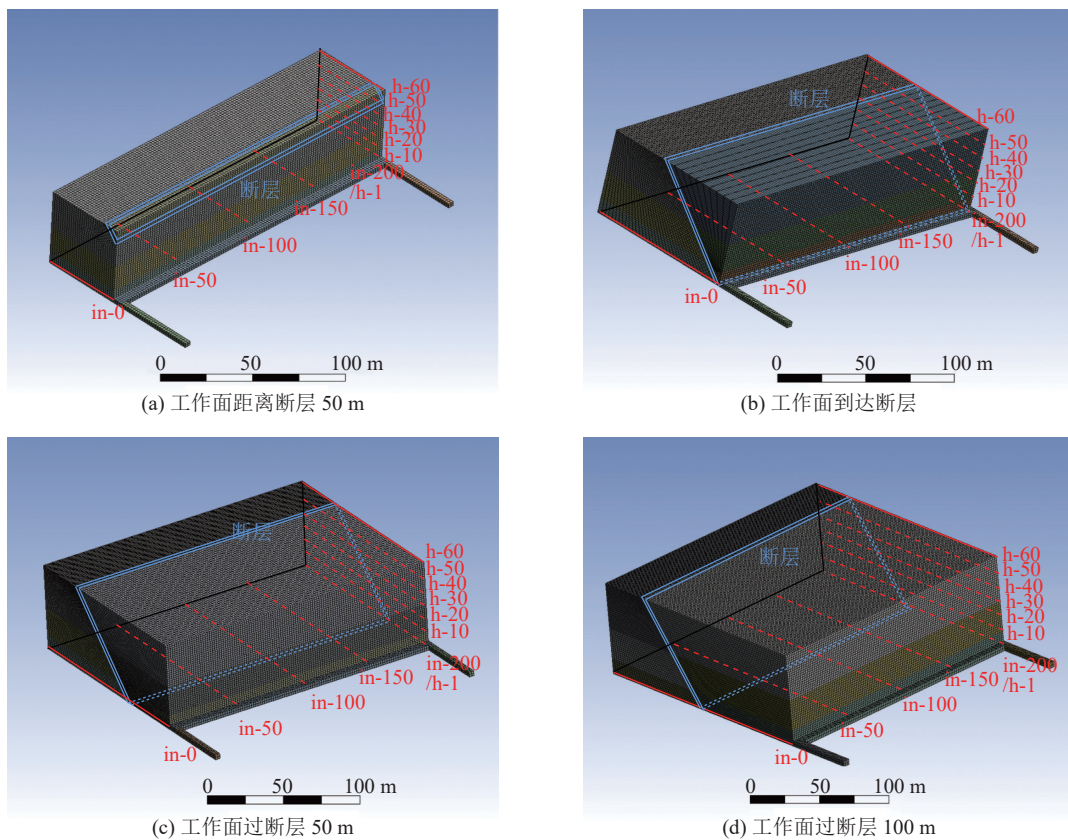 断层
h-60
h-50
h-40
h-30
h-20
h-10
in-200
/h-1
in-150
in-100
in-50
in-0
0 50 100 m
(a) 工作面距离断层 50 m
断层
h-60
h-50
h-40
h-30
h-20
h-10
in-200
/h-1
in-150
in-100
in-50
in-0
0 50 100 m
(b) 工作面到达断层
断层
h-60
h-50
h-40
h-30
h-20
h-10
in-200
/h-1
in-150
in-100
in-50
in-0
0 50 100 m
(c) 工作面过断层 50 m
断层
h-60
h-50
h-40
h-30
h-20
h-10
in-200
/h-1
in-150
in-100
in-50
in-0
0 50 100 m
(d) 工作面过断层 100 m